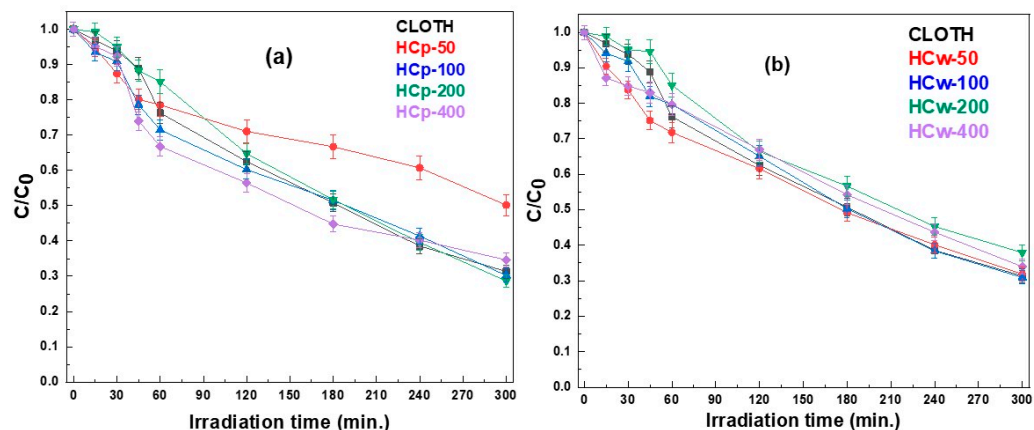 (a)
CLOTH
HCp-50
HCp-100
HCp-200
HCp-400
C/C0
1.0
0.9
0.8
0.7
0.6
0.5
0.4
0.3
0.2
0.1
0.0
0 30 60 90 120 150 180 210 240 270 300
Irradiation time (min.)
(b)
CLOTH
HCw-50
HCw-100
HCw-200
HCw-400
C/C0
1.0
0.9
0.8
0.7
0.6
0.5
0.4
0.3
0.2
0.1
0.0
0 30 60 90 120 150 180 210 240 270 300
Irradiation time (min.)